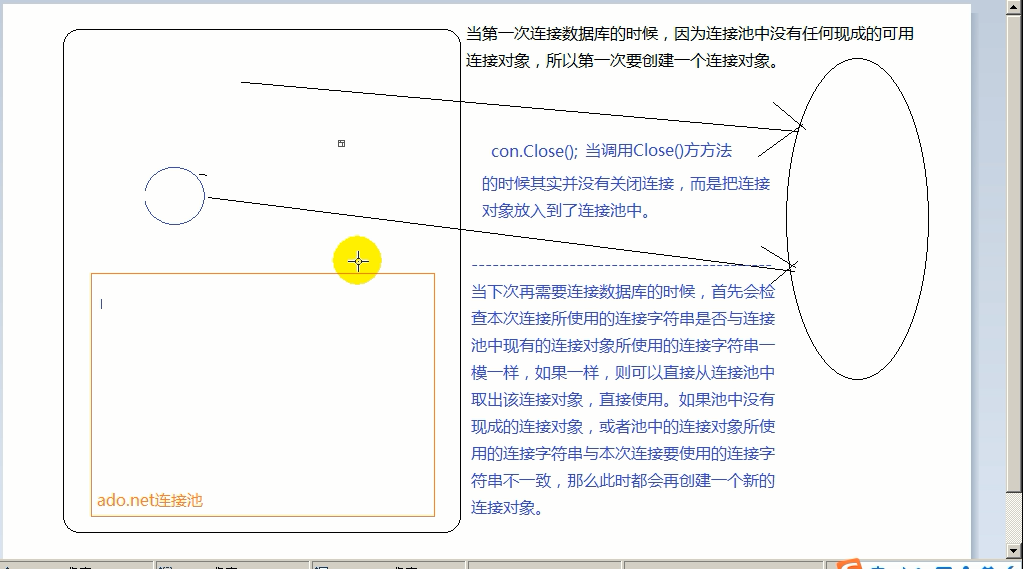 当第一次连接数据库的时候，因为连接池中没有任何现成的可用
连接对象，所以第一次要创建一个连接对象。
con.Close(); 当调用Close()方方法
的时候其实并没有关闭连接，而是把连接
对象放入到了连接池中。
当下次再需要连接数据库的时候，首先会检
查本次连接所使用的连接字符串是否与连接
池中现有的连接对象所使用的连接字符串一
模一样，如果一样，则可以直接从连接池中
取出该连接对象，直接使用。如果池中没有
现成的连接对象，或者池中的连接对象所使
用的连接字符串与本次连接要使用的连接字
符串不一致，那么此时都会再创建一个新的
连接对象。
ado.net连接池